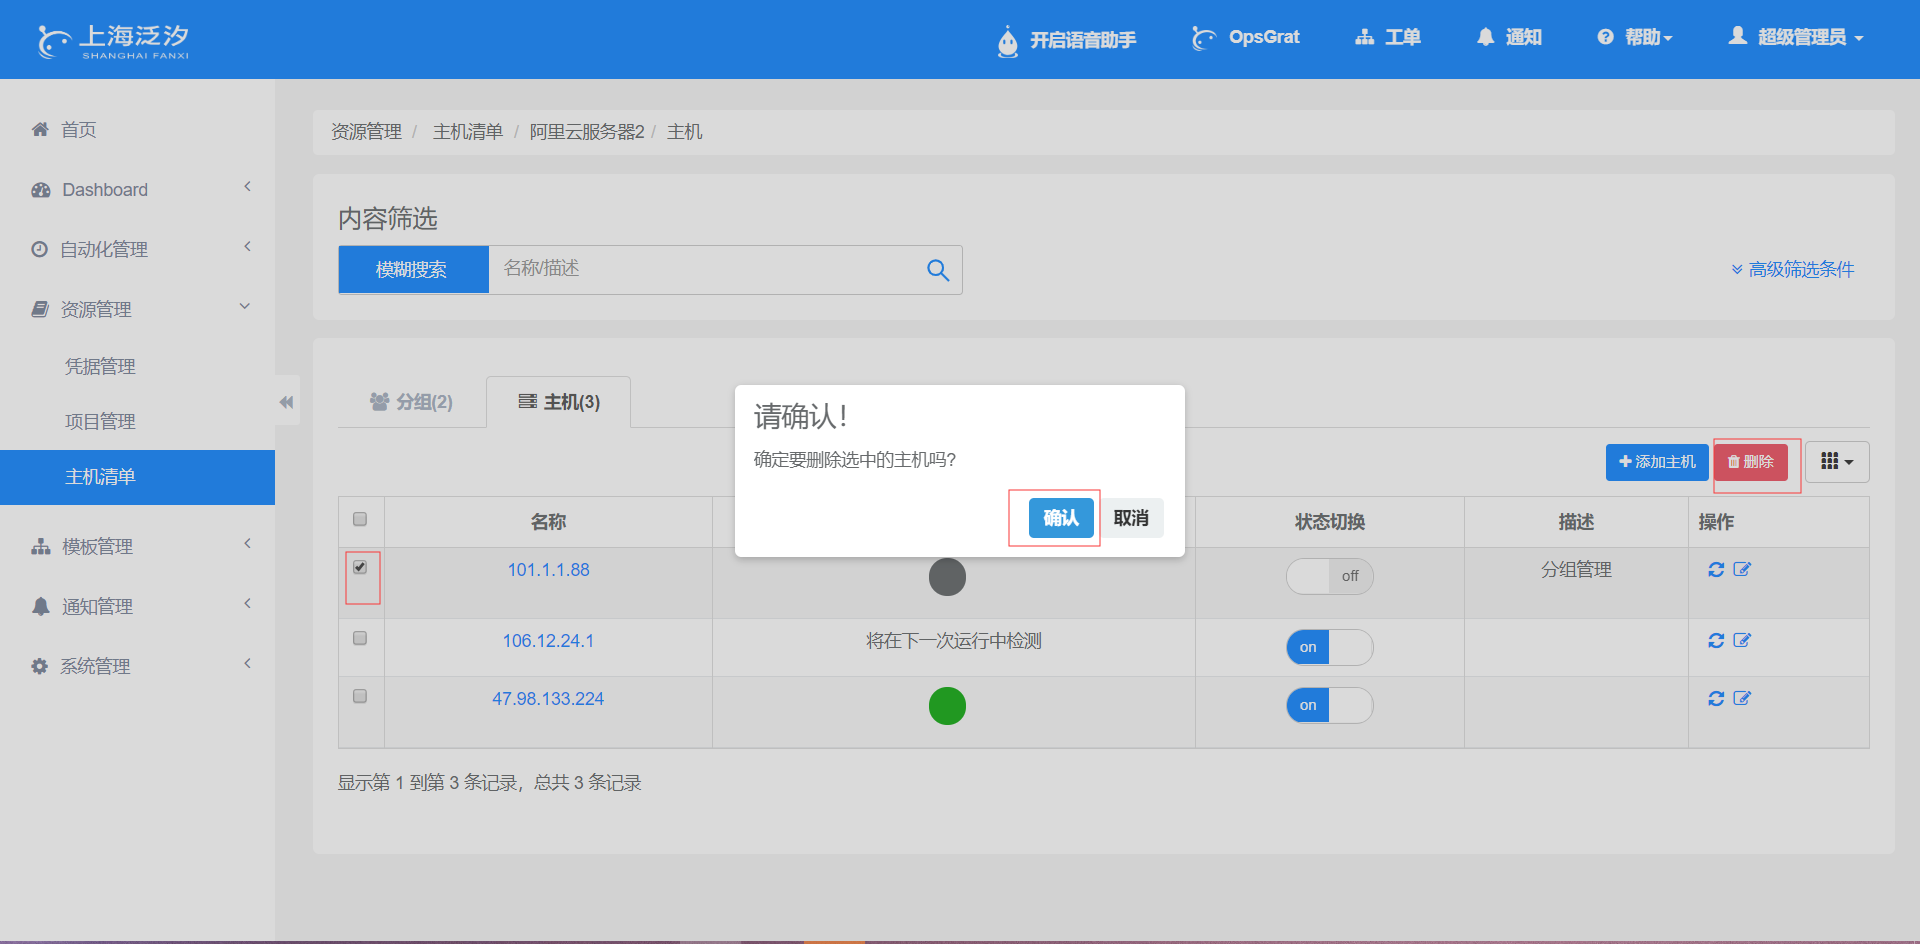 上海泛汐
SHANGHAI FANXI
开启语音助手
OpsGrat
工单
通知
帮助
超级管理员
首页
Dashboard
自动化管理
资源管理
凭据管理
项目管理
主机清单
模板管理
通知管理
系统管理
资源管理 / 主机清单 / 阿里云服务器2 / 主机
内容筛选
模糊搜索 名称/描述
高级筛选条件
分组(2) 主机(3)
请确认!
确定要删除选中的主机吗?
确认 取消
添加主机 删除
名称 状态切换 描述 操作
101.1.1.88 off 分组管理
106.12.24.1 将在下一次运行中检测 on
47.98.133.224 on
显示第 1 到第 3 条记录，总共 3 条记录